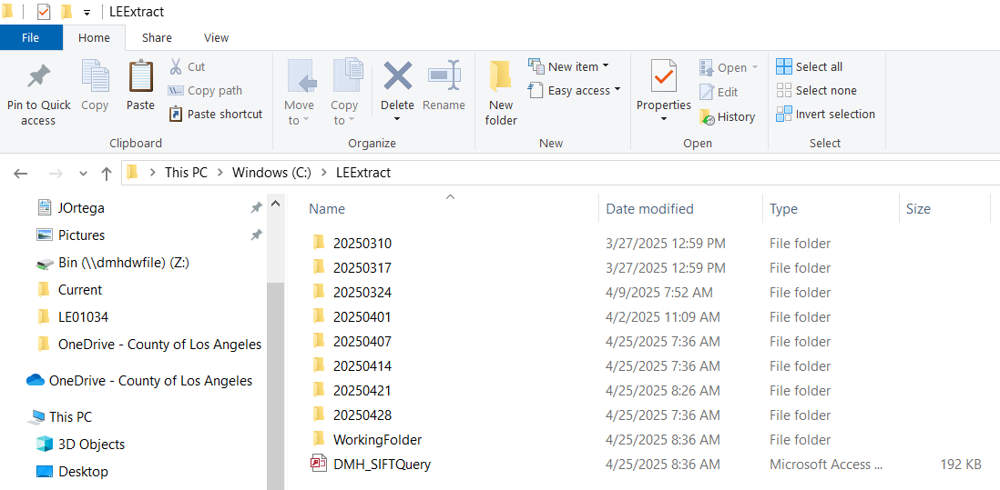 LEExtract
File Home Share View
Pin to Quick access
Copy
Paste
Cut
Copy path
Paste shortcut
Clipboard
Move to
Copy to
Delete
Rename
Organize
New folder
New item
Easy access
New
Properties
Open
Edit
History
Open
Select all
Select none
Invert selection
Select
This PC > Windows (C:) > LEExtract
JOrtega
Pictures
Bin (\\dmhdwfile) (Z:)
Current
LE01034
OneDrive - County of Los Angeles
OneDrive - County of Los Angeles
This PC
3D Objects
Desktop
Name Date modified Type Size
20250310 3/27/2025 12:59 PM File folder
20250317 3/27/2025 12:59 PM File folder
20250324 4/9/2025 7:52 AM File folder
20250401 4/2/2025 11:09 AM File folder
20250407 4/25/2025 7:36 AM File folder
20250414 4/25/2025 7:36 AM File folder
20250421 4/25/2025 8:26 AM File folder
20250428 4/25/2025 7:36 AM File folder
WorkingFolder 4/25/2025 8:36 AM File folder
DMH_SIFTQuery 4/25/2025 8:36 AM Microsoft Access ... 192 KB